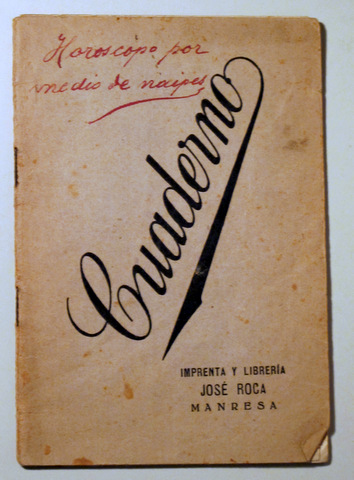 Horoscopo por
medio de naipes
Cuaderno
IMPRENTA Y LIBRERÍA
JOSÉ ROCA
MANRESA